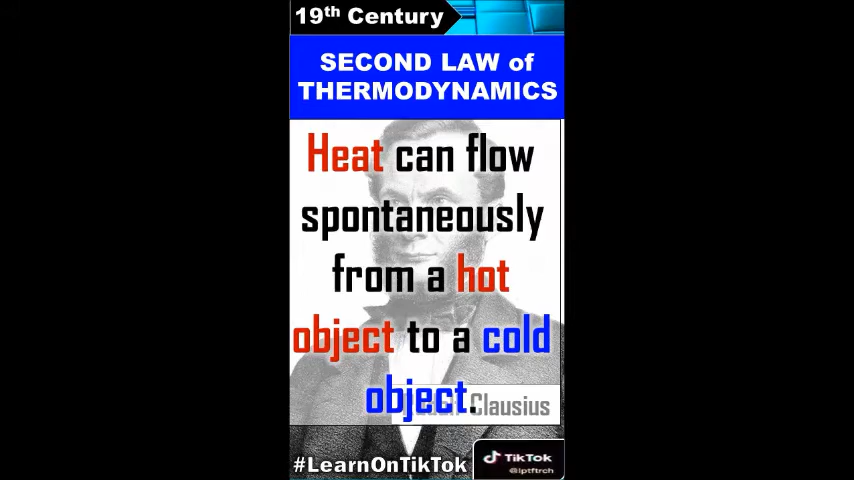 19th Century
SECOND LAW of
THERMODYNAMICS
Heat can flow
spontaneously
from a hot
object to a cold
object.
Clausius
#LearnOnTikTok
TikTok
@lptftrch